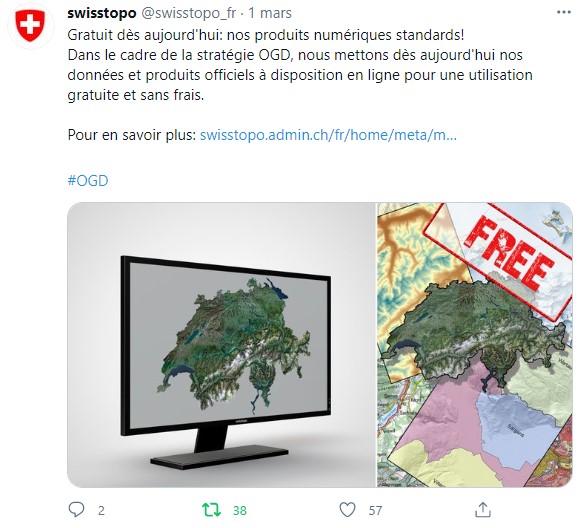 swisstopo @swisstopo_fr · 1 mars
Gratuit dès aujourd'hui: nos produits numériques standards!
Dans le cadre de la stratégie OGD, nous mettons dès aujourd'hui nos
données et produits officiels à disposition en ligne pour une utilisation
gratuite et sans frais.
Pour en savoir plus: swisstopo.admin.ch/fr/home/meta/m...
#OGD
FREE
Sargans
2
38
57